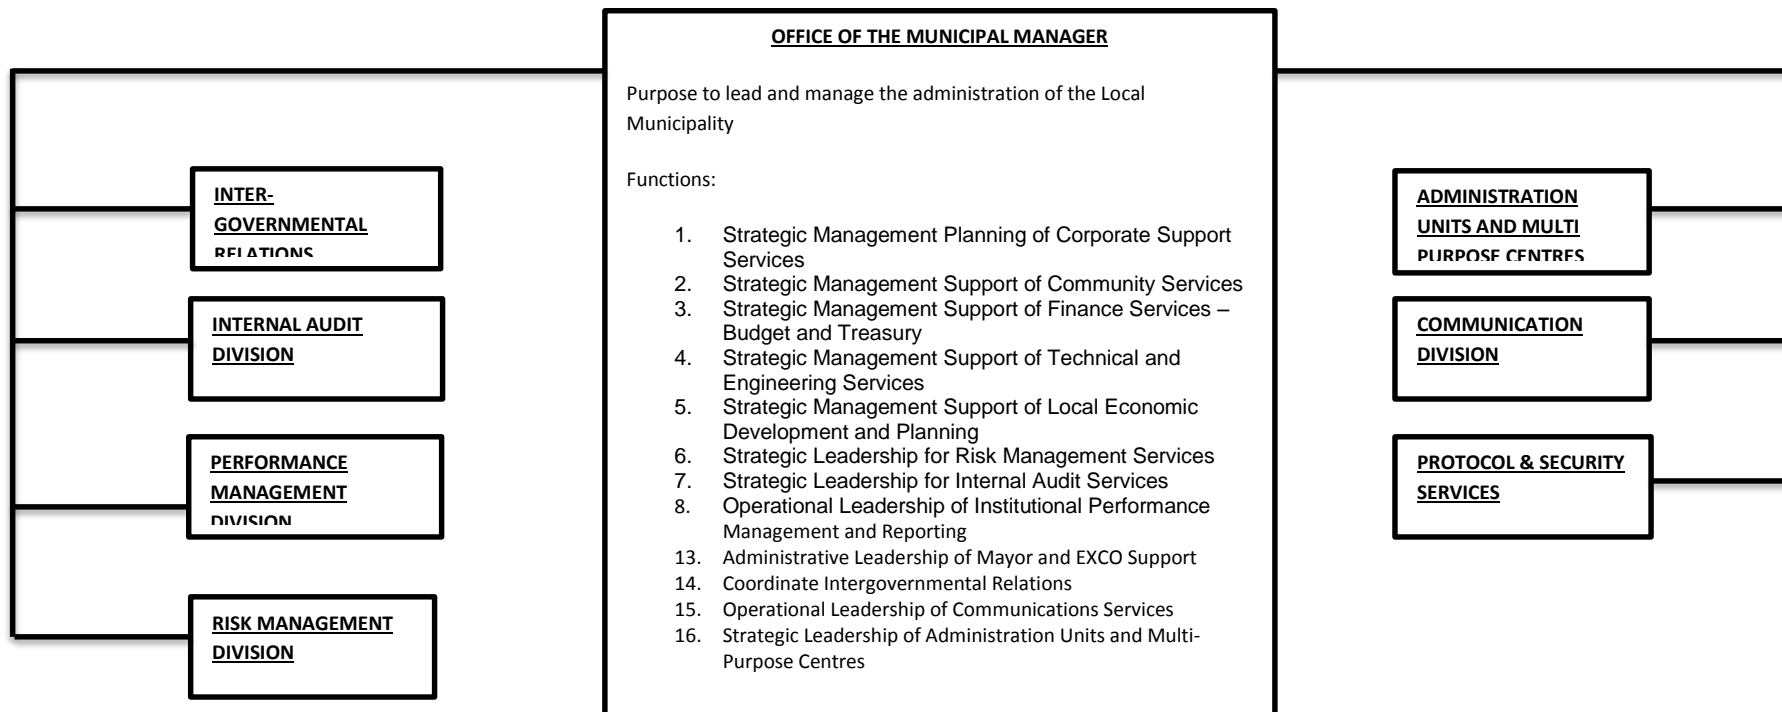 OFFICE OF THE MUNICIPAL MANAGER
Purpose to lead and manage the administration of the Local
Municipality
Functions:
1. Strategic Management Planning of Corporate Support
Services
2. Strategic Management Support of Community Services
3. Strategic Management Support of Finance Services –
Budget and Treasury
4. Strategic Management Support of Technical and
Engineering Services
5. Strategic Management Support of Local Economic
Development and Planning
6. Strategic Leadership for Risk Management Services
7. Strategic Leadership for Internal Audit Services
8. Operational Leadership of Institutional Performance
Management and Reporting
13. Administrative Leadership of Mayor and EXCO Support
14. Coordinate Intergovernmental Relations
15. Operational Leadership of Communications Services
16. Strategic Leadership of Administration Units and Multi-
Purpose Centres
INTER-
GOVERNMENTAL
RELATIONS
INTERNAL AUDIT
DIVISION
PERFORMANCE
MANAGEMENT
DIVISION
RISK MANAGEMENT
DIVISION
ADMINISTRATION
UNITS AND MULTI
PURPOSE CENTRES
COMMUNICATION
DIVISION
PROTOCOL & SECURITY
SERVICES